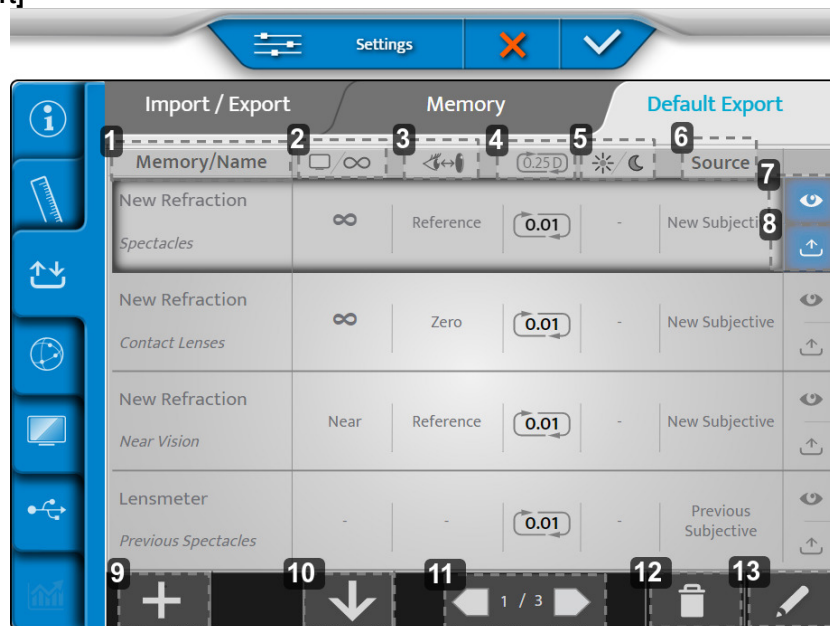 t]
Settings
Import / Export Memory Default Export
1 2 3 4 5 6
Memory/Name 0.25 D Source
7
New Refraction
Spectacles
Reference 0.01 - New Subjecti
8
New Refraction
Contact Lenses
Zero 0.01 - New Subjective
New Refraction
Near Vision
Near Reference 0.01 - New Subjective
Lensmeter
Previous Spectacles
- - 0.01 - Previous
Subjective
9 10 11 12 13
1 / 3